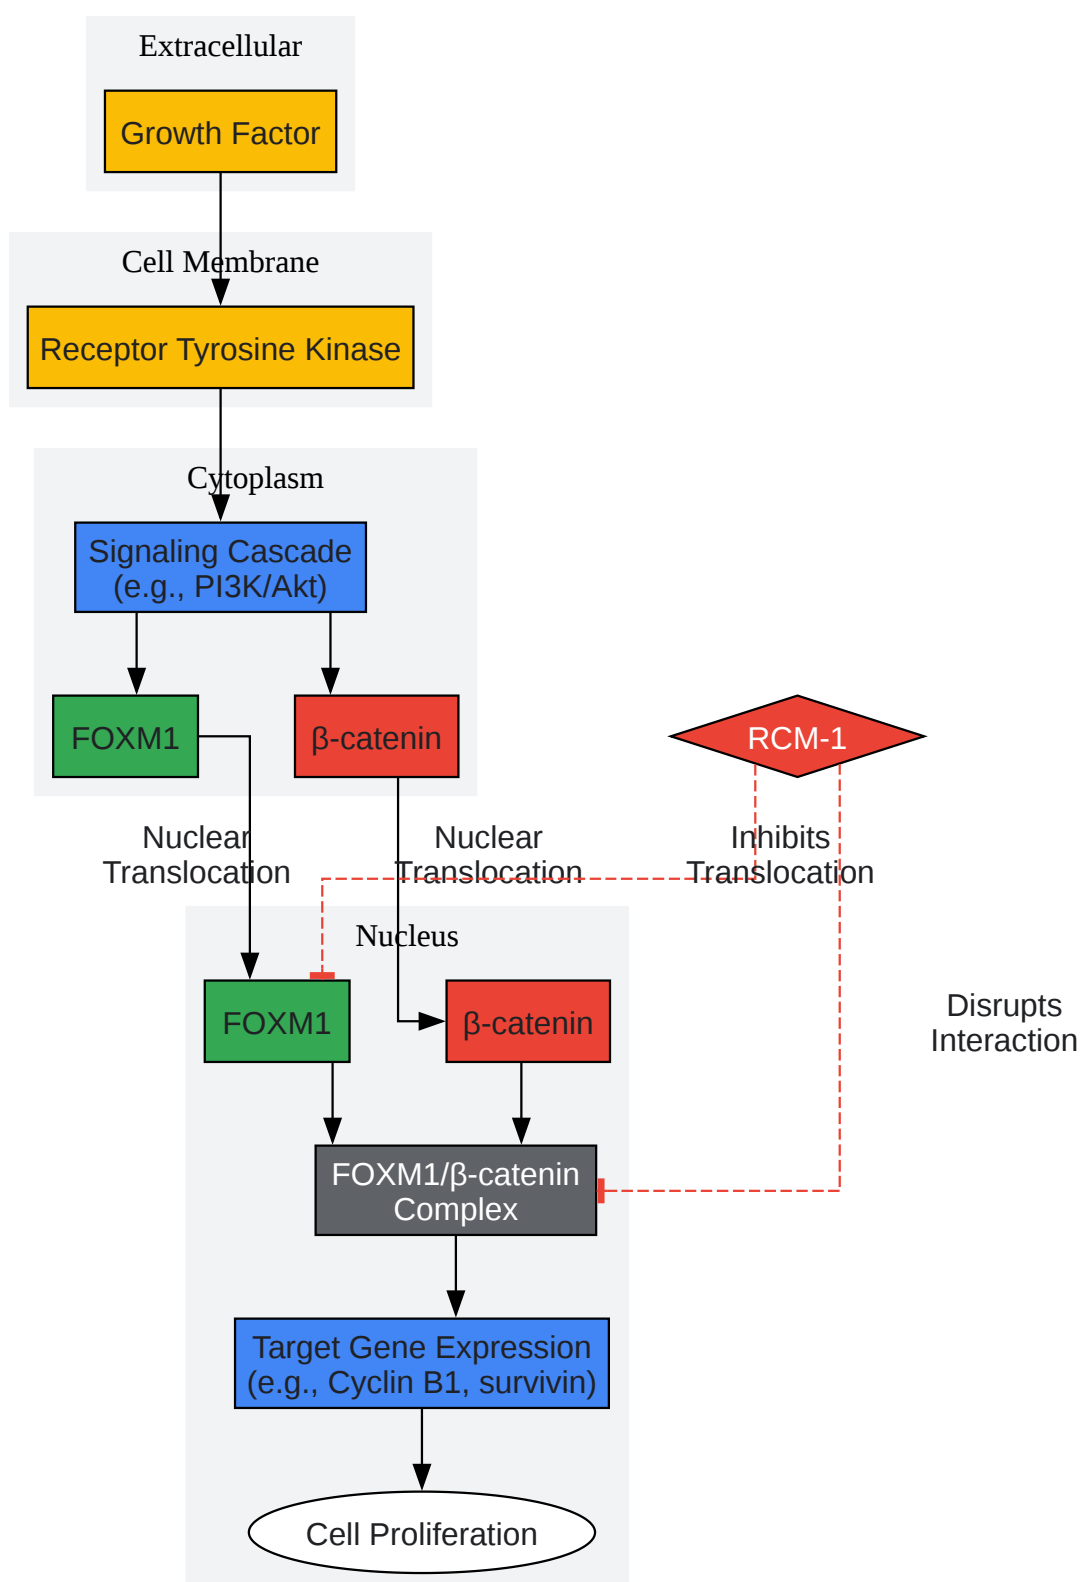 Extracellular
Growth Factor
Cell Membrane
Receptor Tyrosine Kinase
Cytoplasm
Signaling Cascade
(e.g., PI3K/Akt)
FOXM1
β-catenin
RCM-1
Nuclear
Translocation
Nuclear
Translocation
Inhibits
Translocation
Nucleus
FOXM1
β-catenin
Disrupts
Interaction
FOXM1/β-catenin
Complex
Target Gene Expression
(e.g., Cyclin B1, survivin)
Cell Proliferation